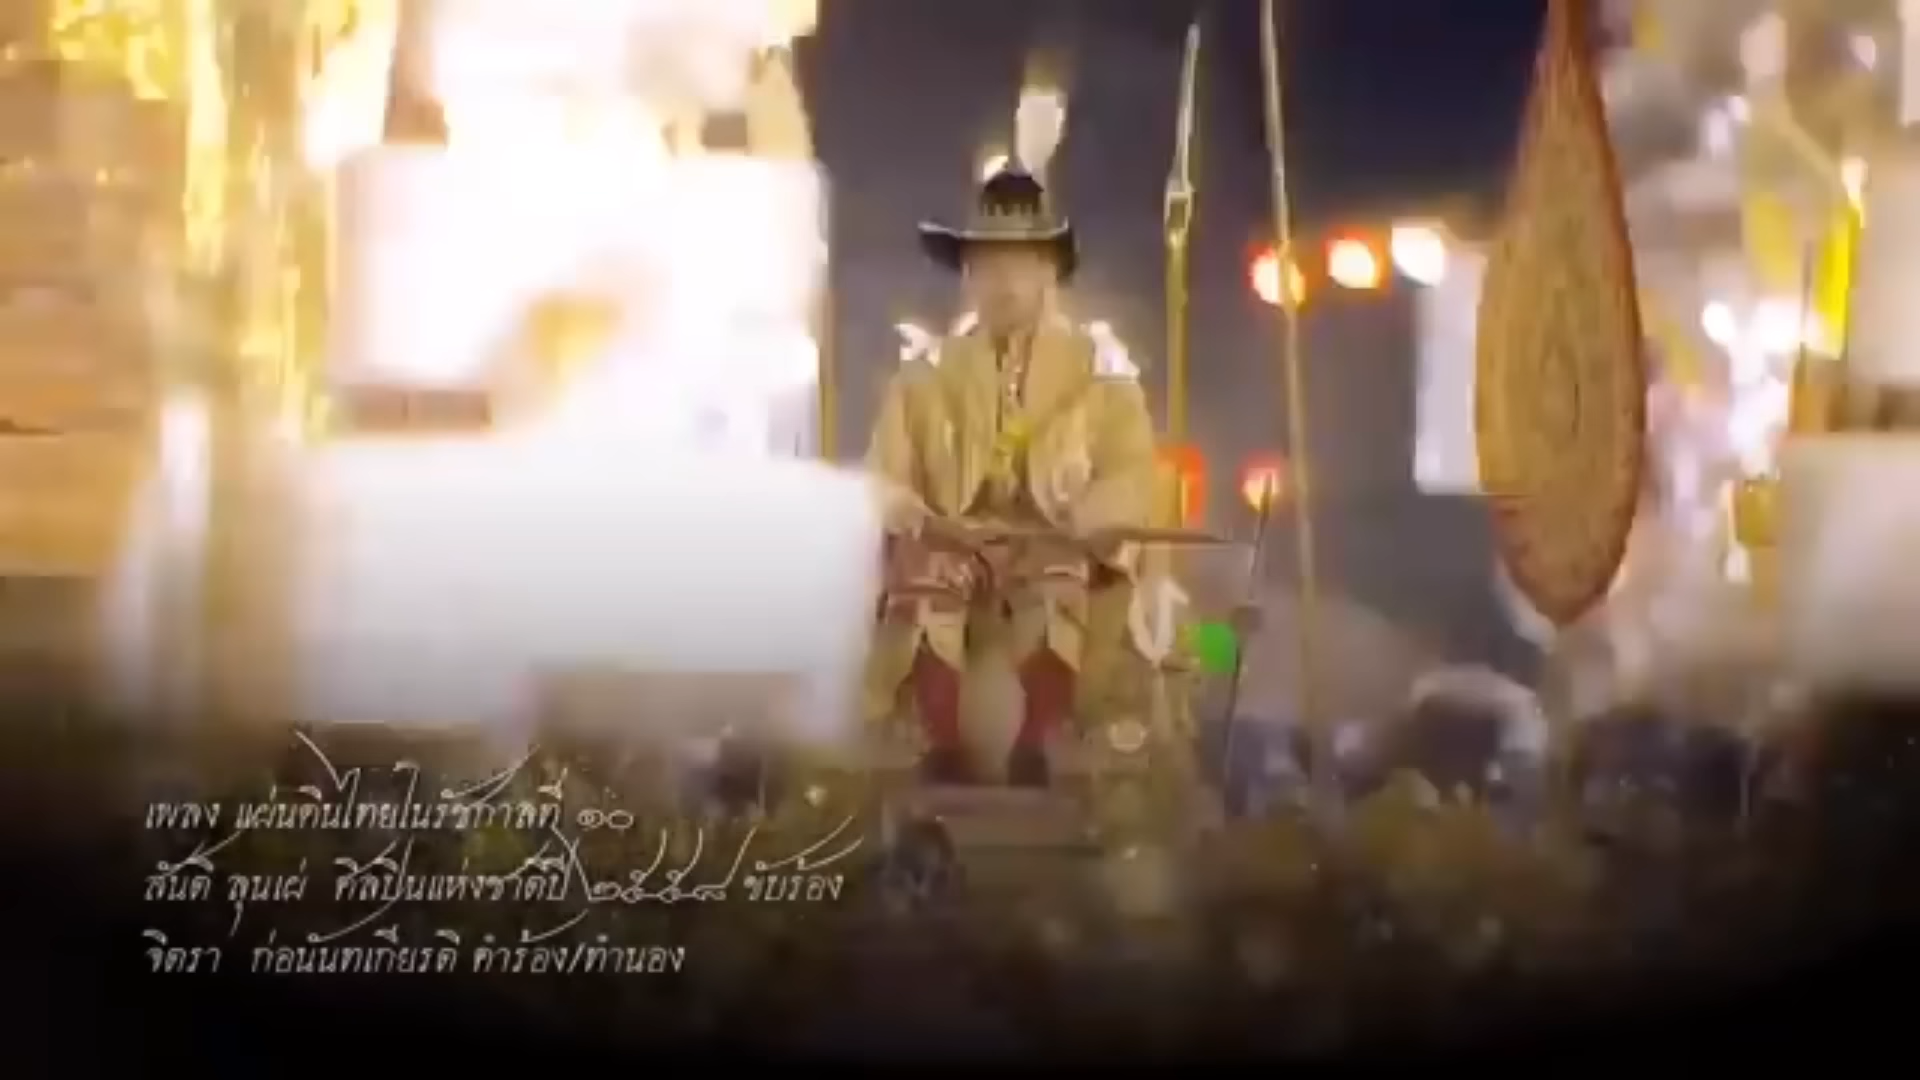 เพลง แผ่นดินไทยในรัชกาลที่ ๑๐
สันติ ลุนเผ่ ศิลปินแห่งชาติปี ๒๕๕๘ ขับร้อง
จิตรา ก่อนันทเกียรติ คำร้อง/ทำนอง